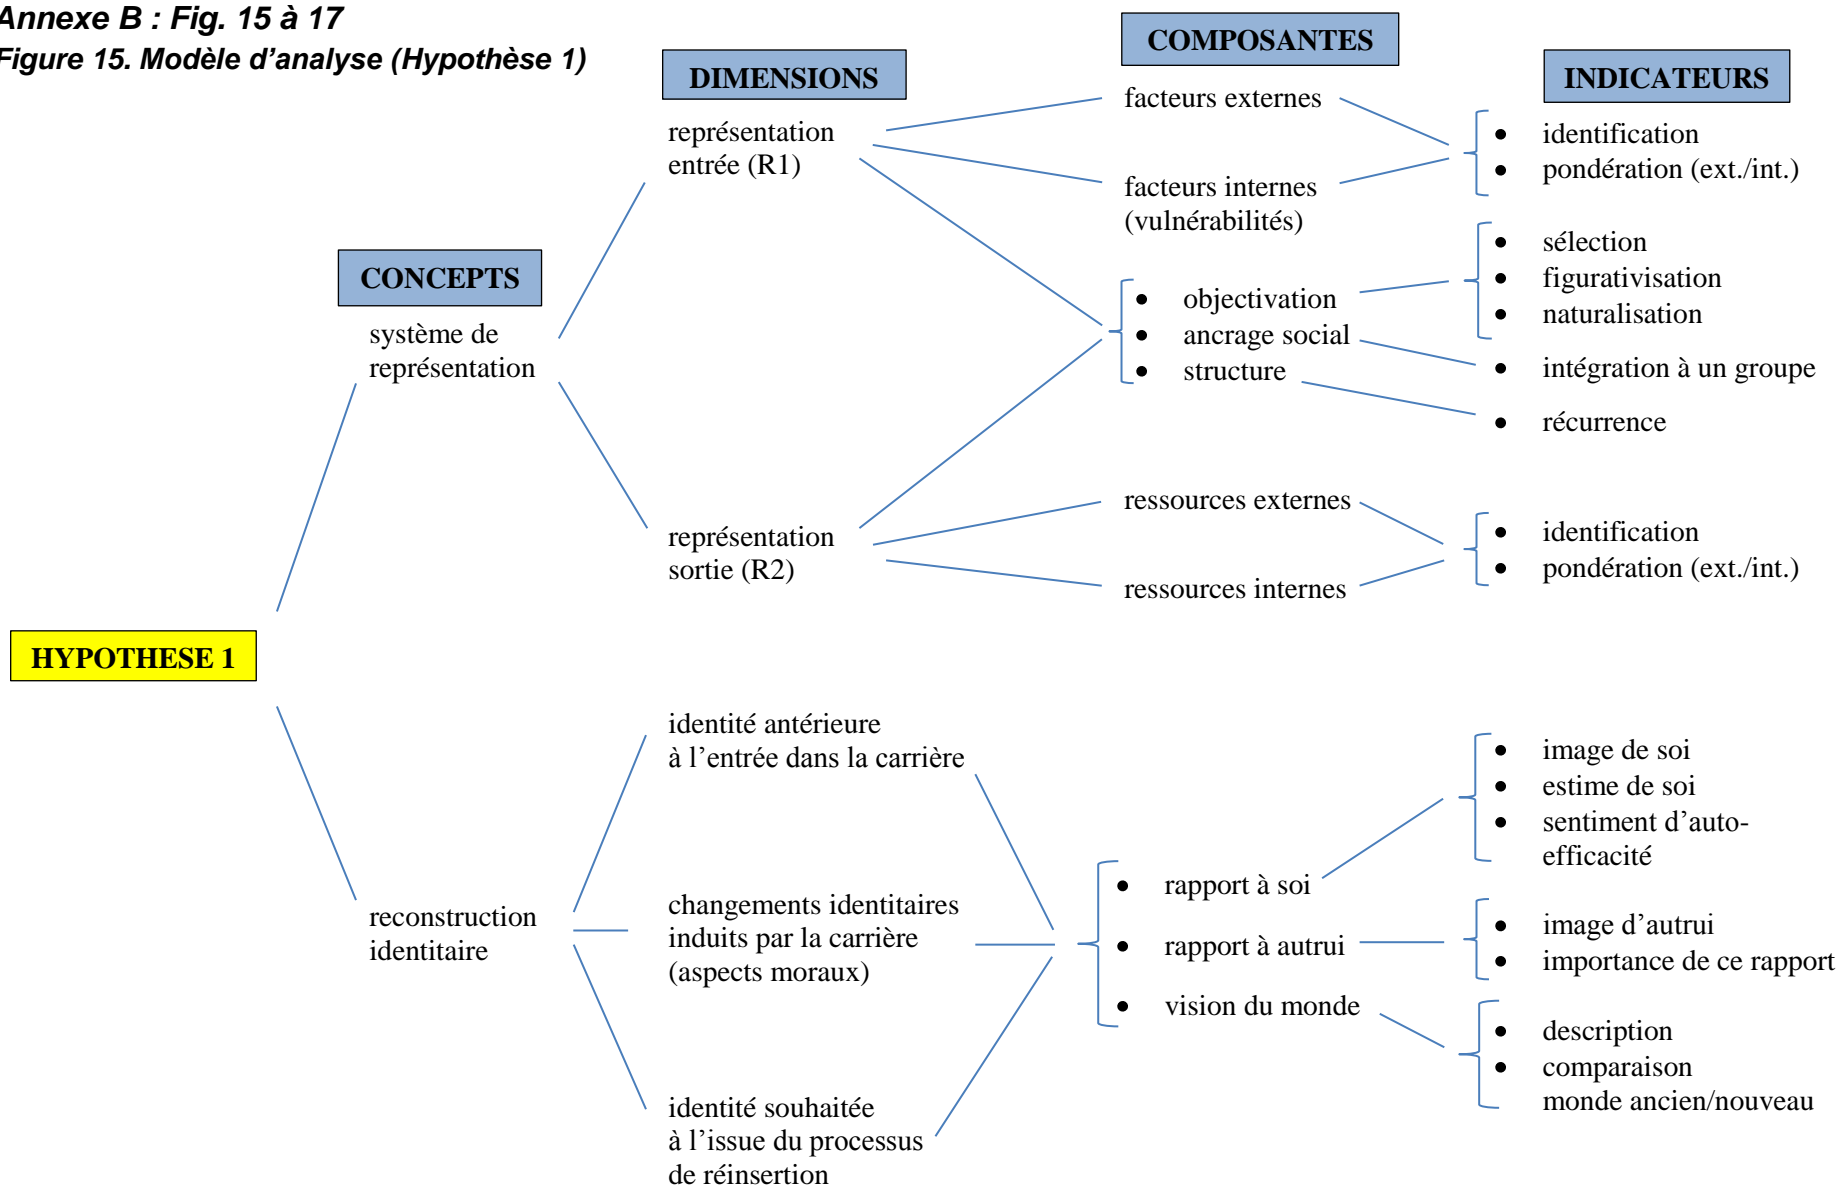 Annexe B : Fig. 15 à 17
Figure 15. Modèle d’analyse (Hypothèse 1)
COMPOSANTES
DIMENSIONS
INDICATEURS
CONCEPTS
HYPOTHESE 1
système de
représentation
reconstruction
identitaire
représentation
entrée (R1)
représentation
sortie (R2)
identité antérieure
à l’entrée dans la carrière
changements identitaires
induits par la carrière
(aspects moraux)
identité souhaitée
à l’issue du processus
de réinsertion
facteurs externes
facteurs internes
(vulnérabilités)
• objectivation
• ancrage social
• structure
ressources externes
ressources internes
• rapport à soi
• rapport à autrui
• vision du monde
• identification
• pondération (ext./int.)
• sélection
• figurativisation
• naturalisation
• intégration à un groupe
• récurrence
• identification
• pondération (ext./int.)
• image de soi
• estime de soi
• sentiment d’auto-
efficacité
• image d’autrui
• importance de ce rapport
• description
• comparaison
monde ancien/nouveau